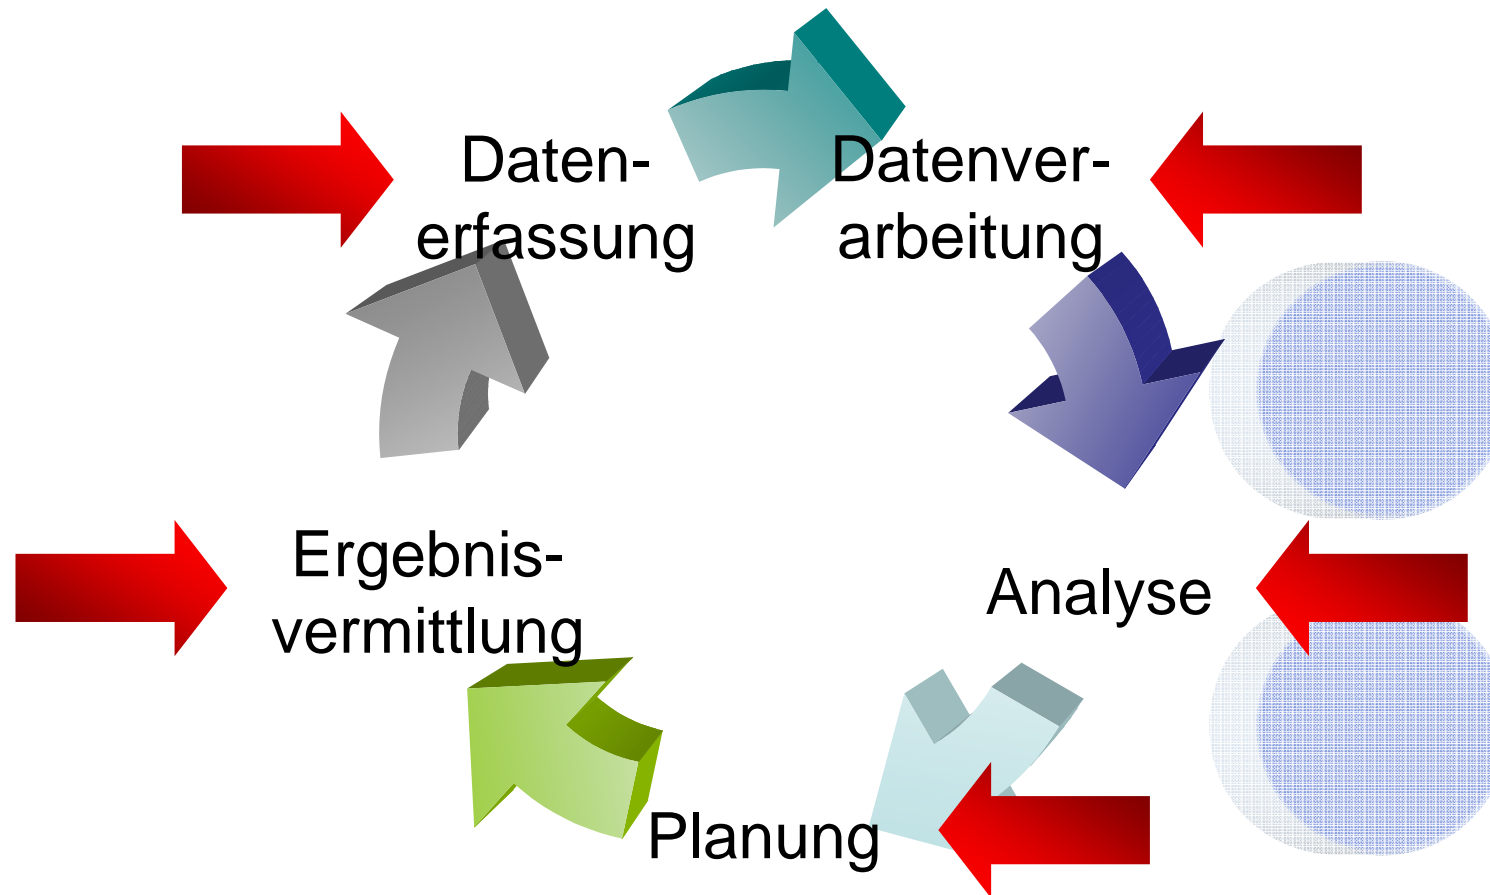 Daten-
erfassung
Datenver-
arbeitung
Analyse
Planung
Ergebnis-
vermittlung